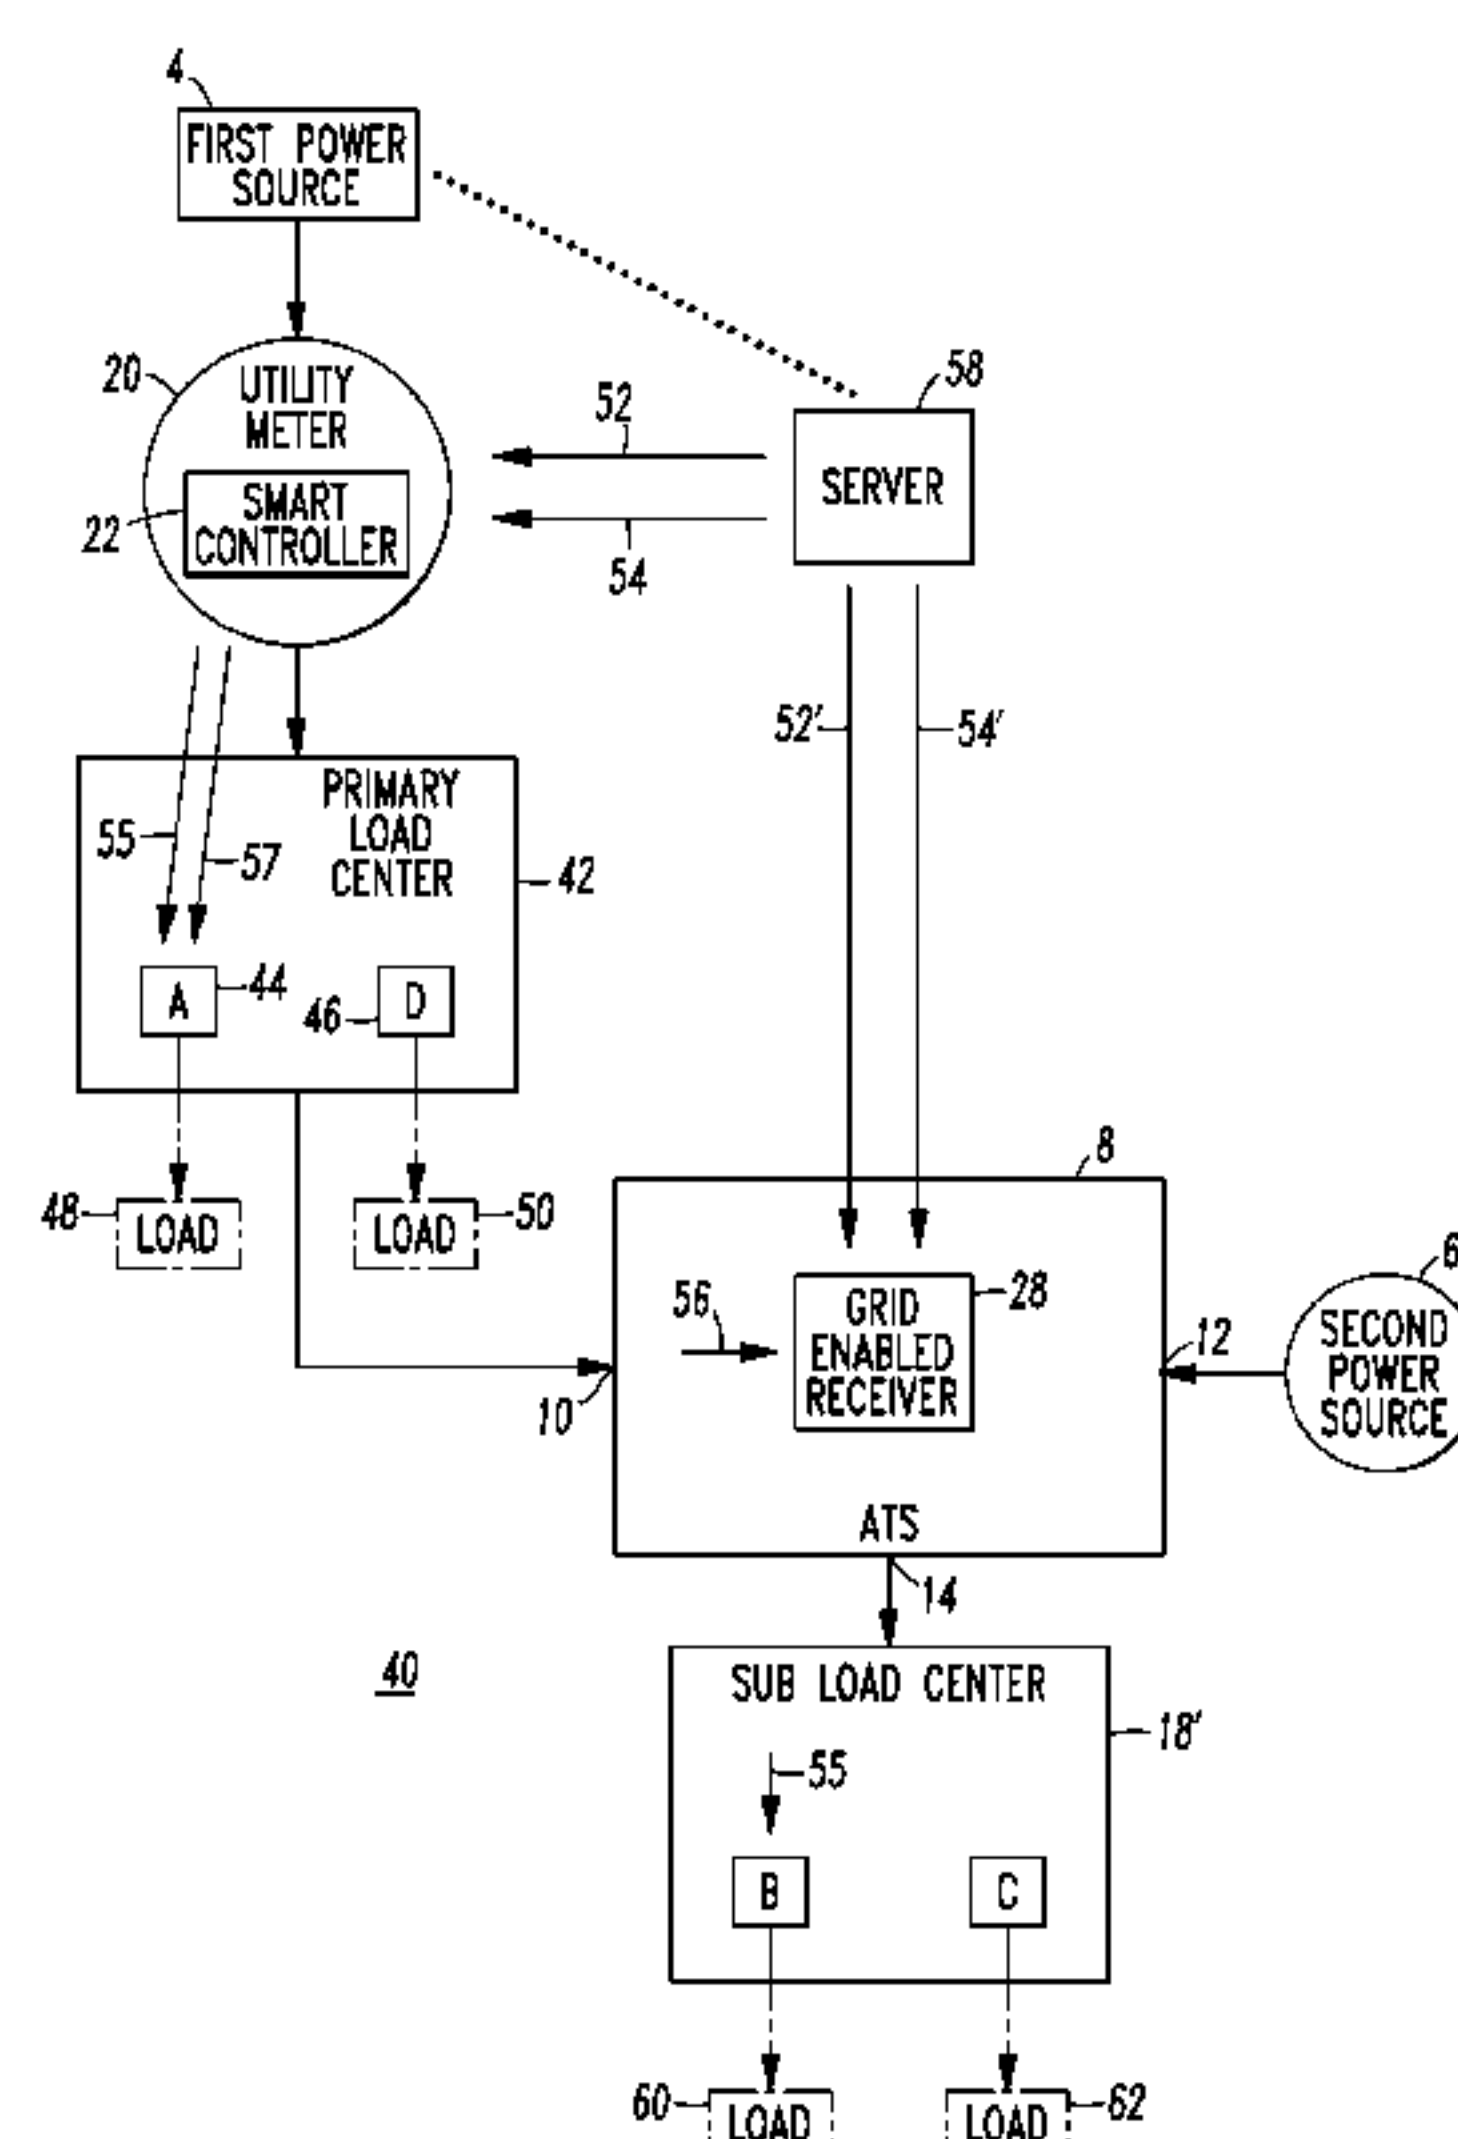 4
FIRST POWER
SOURCE
20
UTILITY
METER
52
58
SERVER
22
SMART
CONTROLLER
54
52'
54'
PRIMARY
LOAD
CENTER
55
57
42
A
44
46
D
8
48
LOAD
LOAD
50
6
56
GRID
ENABLED
RECEIVER
28
12
SECOND
POWER
SOURCE
10
ATS
14
40
SUB LOAD CENTER
18'
55
B
C
60
LOAD
LOAD
62